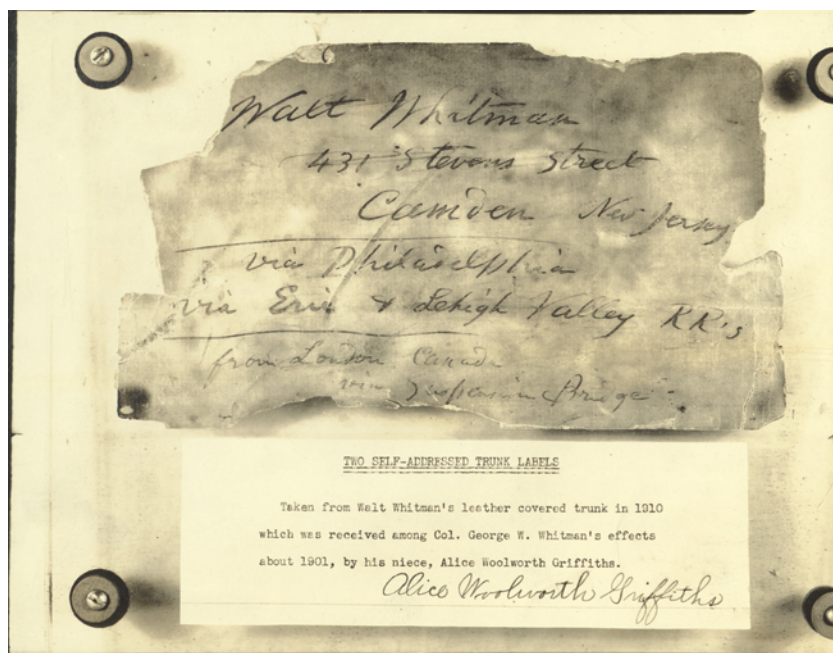 Walt Whitman
431 Stevens Street
Camden New Jersey
via Philadelphia
via Erie & Lehigh Valley RR's
from London Canada
via Suspension Bridge
TWO SELF-ADDRESSED TRUNK LABELS
Taken from Walt Whitman's leather covered trunk in 1910
which was received among Col. George W. Whitman's effects
about 1901, by his niece, Alice Woolworth Griffiths.
Alice Woolworth Griffiths